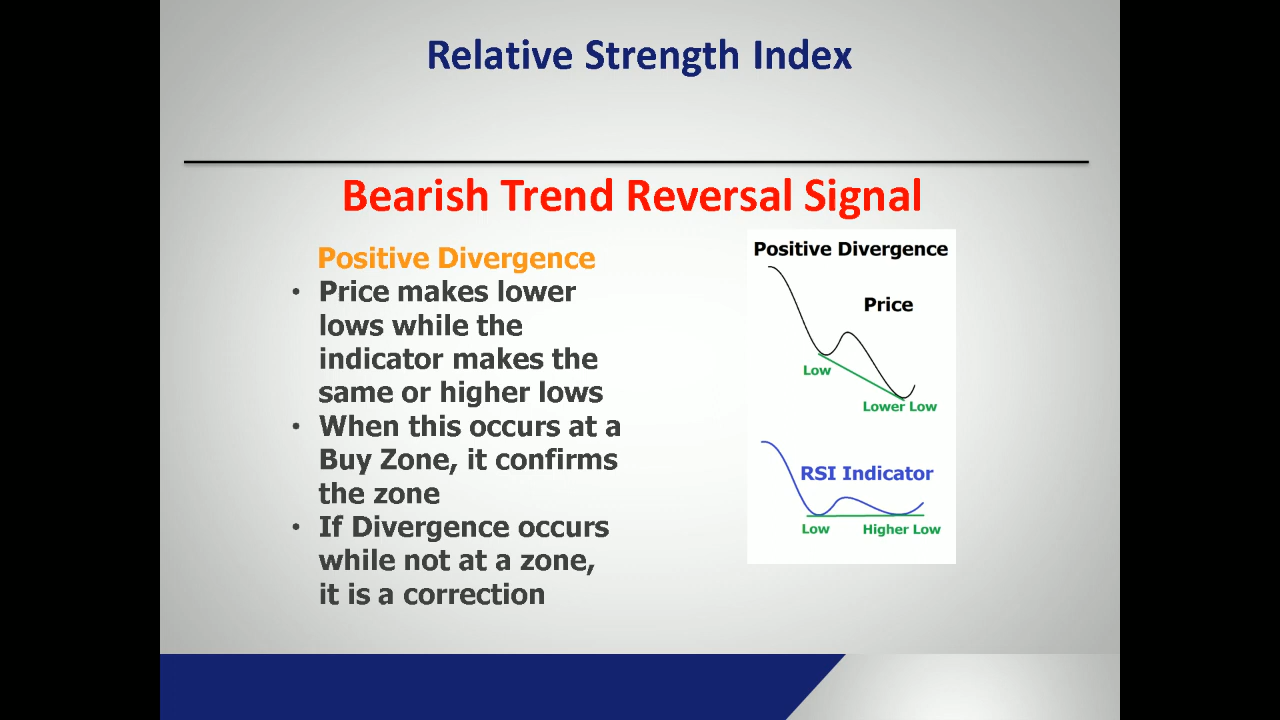 Relative Strength Index
Bearish Trend Reversal Signal
Positive Divergence
• Price makes lower
lows while the
indicator makes the
same or higher lows
• When this occurs at a
Buy Zone, it confirms
the zone
• If Divergence occurs
while not at a zone,
it is a correction
Positive Divergence
Price
Low
Lower Low
RSI Indicator
Low
Higher Low